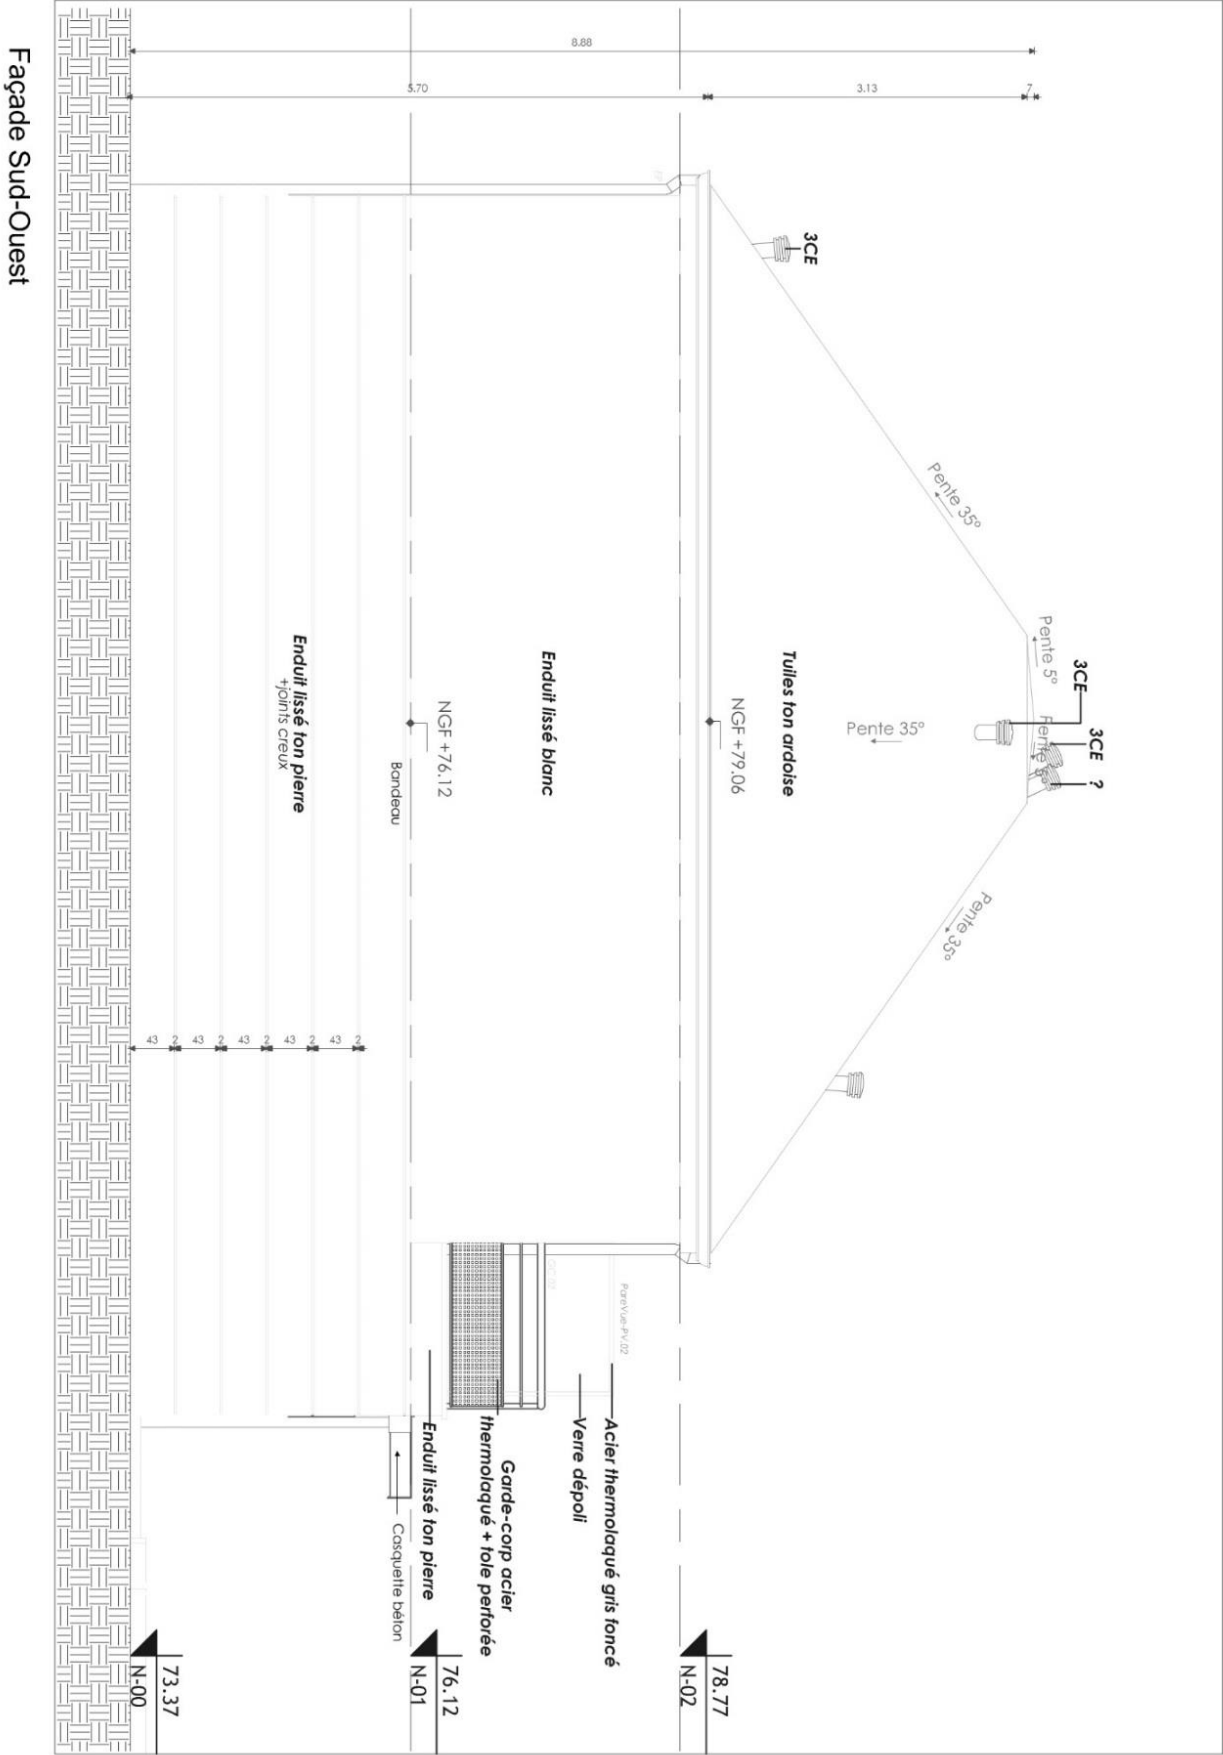 Façade Sud-Ouest
3CE
3CE
3CE
?
Pente 5°
Pente 35°
Pente 35°
Pente 35°
Tuiles ton ardoise
NGF +79.06
Enduit lissé blanc
NGF +76.12
Bandeau
Enduit lissé ton pierre
+joints creux
8.88
5.70
3.13
7
43
2
43
2
43
2
43
2
43
2
PareVue-PV.02
Acier thermolaqué gris foncé
Verre dépoli
Garde-corp acier
thermolaqué + tole perforée
Enduit lissé ton pierre
Casquette béton
78.77
N-02
76.12
N-01
73.37
N-00